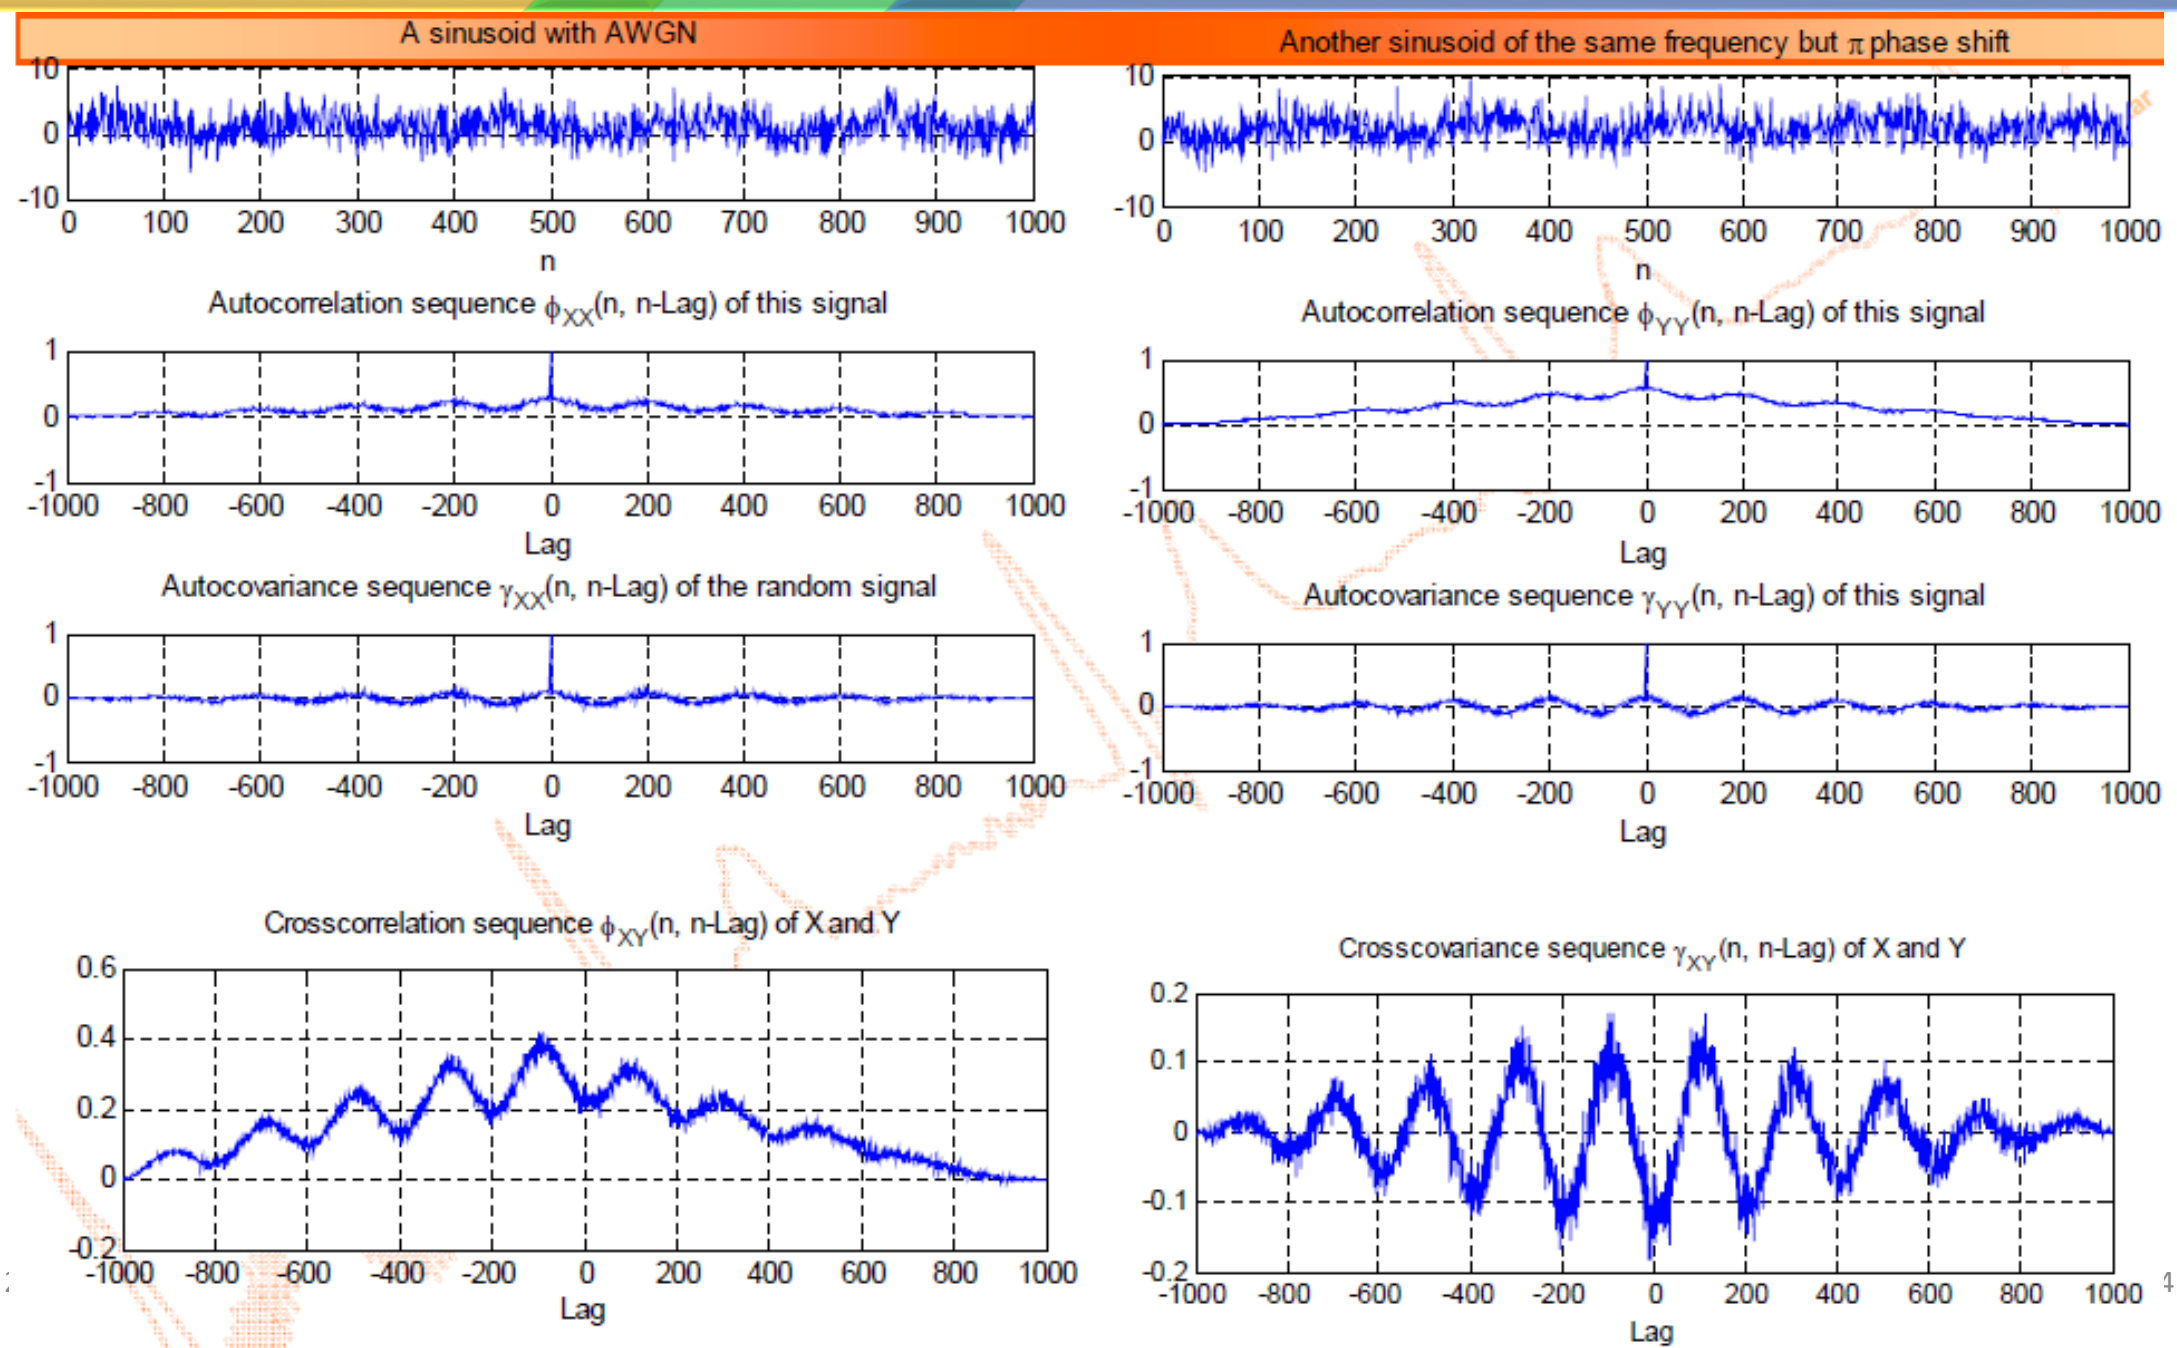 A sinusoid with AWGN
Another sinusoid of the same frequency but π phase shift
10
0
-10
0 100 200 300 400 500 600 700 800 900 1000
n
10
0
-10
0 100 200 300 400 500 600 700 800 900 1000
n
Autocorrelation sequence ϕXX(n, n-Lag) of this signal
1
0
-1
-1000 -800 -600 -400 -200 0 200 400 600 800 1000
Lag
Autocorrelation sequence ϕYY(n, n-Lag) of this signal
1
0
-1
-1000 -800 -600 -400 -200 0 200 400 600 800 1000
Lag
Autocovariance sequence γXX(n, n-Lag) of the random signal
1
0
-1
-1000 -800 -600 -400 -200 0 200 400 600 800 1000
Lag
Autocovariance sequence γYY(n, n-Lag) of this signal
1
0
-1
-1000 -800 -600 -400 -200 0 200 400 600 800 1000
Lag
Crosscorrelation sequence ϕXY(n, n-Lag) of X and Y
0.6
0.4
0.2
0
-0.2
-1000 -800 -600 -400 -200 0 200 400 600 800 1000
Lag
Crosscovariance sequence γXY(n, n-Lag) of X and Y
0.2
0.1
0
-0.1
-0.2
-1000 -800 -600 -400 -200 0 200 400 600 800 1000
Lag
4